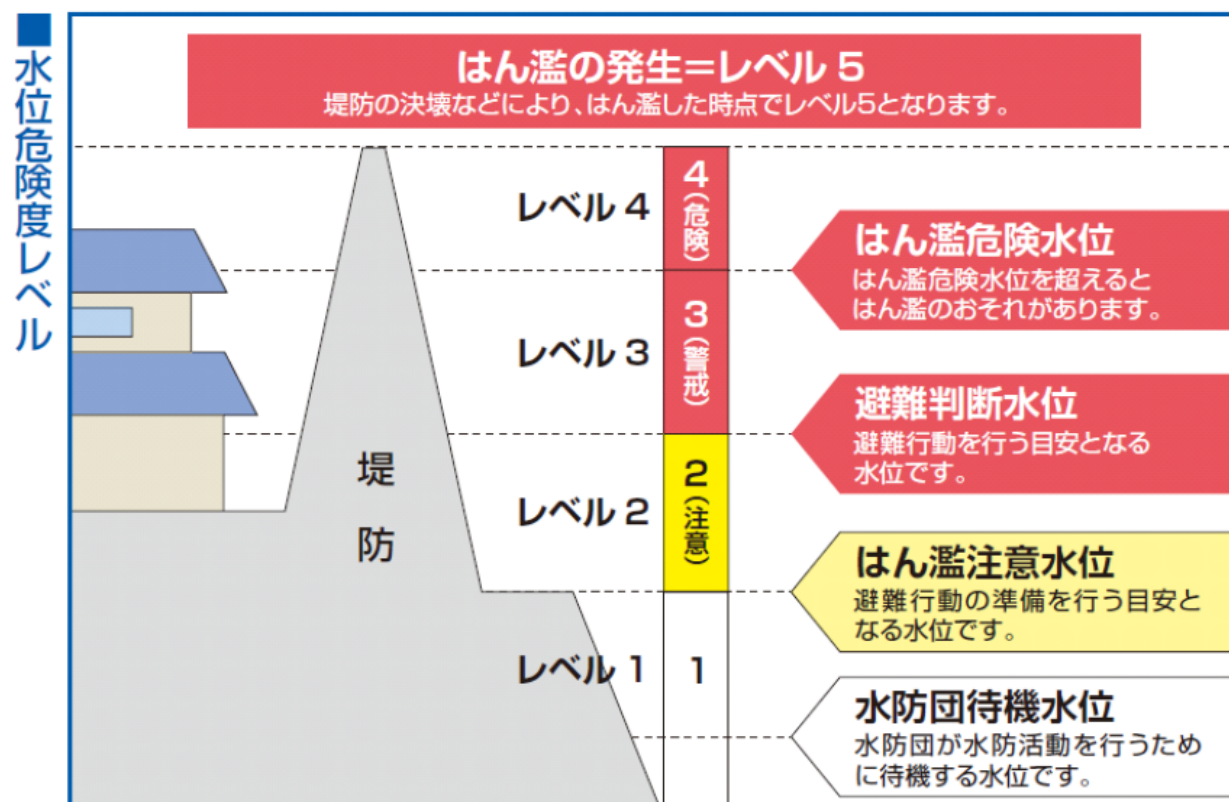 ■水位危険度レベル
はん濫の発生=レベル5
堤防の決壊などにより、はん濫した時点でレベル5となります。
レベル4
4(危険)
はん濫危険水位
はん濫危険水位を超えると
はん濫のおそれがあります。
レベル3
3(警戒)
避難判断水位
避難行動を行う目安となる
水位です。
堤防
レベル2
2(注意)
はん濫注意水位
避難行動の準備を行う目安と
なる水位です。
レベル1
1
水防団待機水位
水防団が水防活動を行うため
に待機する水位です。